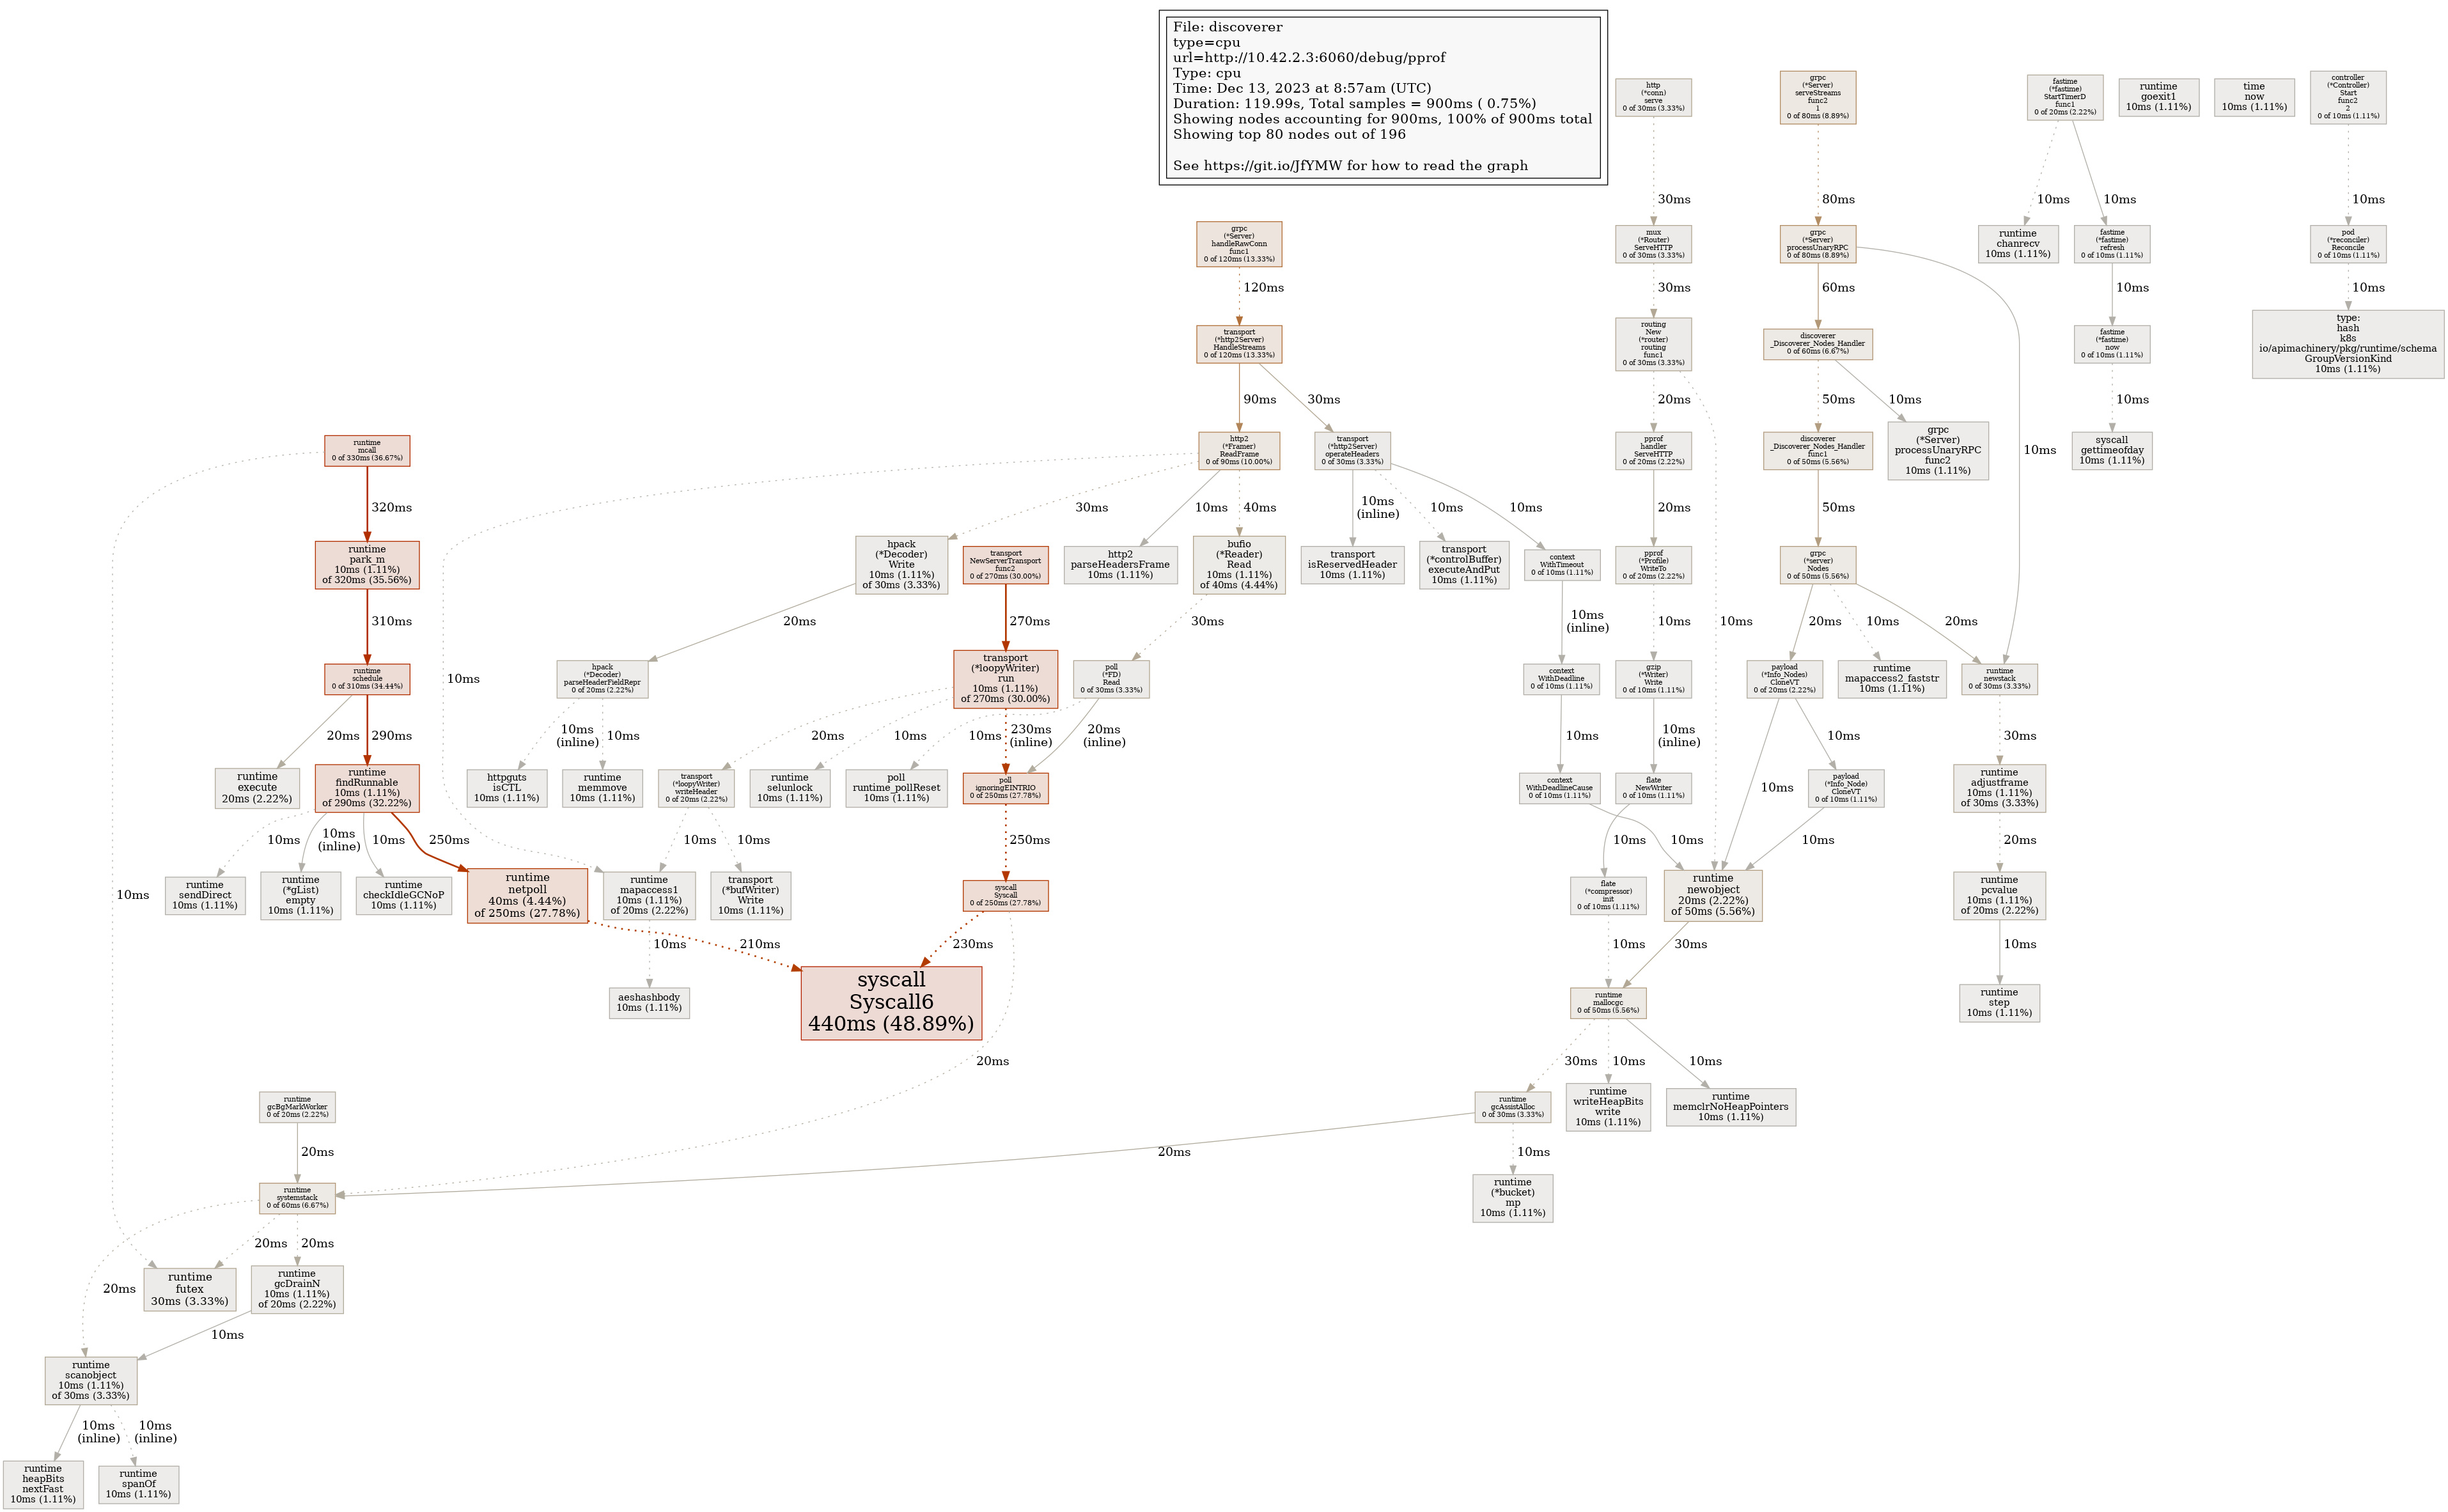 File: discoverer
type=cpu
url=http://10.42.2.3:6060/debug/pprof
Type: cpu
Time: Dec 13, 2023 at 8:57am (UTC)
Duration: 119.99s, Total samples = 900ms ( 0.75%)
Showing nodes accounting for 900ms, 100% of 900ms total
Showing top 80 nodes out of 196
See https://git.io/JfYMW for how to read the graph
http
(*conn)
serve
0 of 30ms (3.33%)
grpc
(*Server)
serveStreams
func2
1
0 of 80ms (8.89%)
fastime
(*fastime)
StartTimerD
func1
0 of 20ms (2.22%)
runtime
goexit1
10ms (1.11%)
time
now
10ms (1.11%)
controller
(*Controller)
Start
func2
2
0 of 10ms (1.11%)
30ms
80ms
10ms
10ms
10ms
grpc
(*Server)
handleRawConn
func1
0 of 120ms (13.33%)
mux
(*Router)
ServeHTTP
0 of 30ms (3.33%)
grpc
(*Server)
processUnaryRPC
0 of 80ms (8.89%)
runtime
chanrecv
10ms (1.11%)
fastime
(*fastime)
refresh
0 of 10ms (1.11%)
pod
(*reconciler)
Reconcile
0 of 10ms (1.11%)
120ms
30ms
60ms
10ms
10ms
transport
(*http2Server)
HandleStreams
0 of 120ms (13.33%)
routing
New
(*router)
routing
func1
0 of 30ms (3.33%)
discoverer
_Discoverer_Nodes_Handler
0 of 60ms (6.67%)
fastime
(*fastime)
now
0 of 10ms (1.11%)
type:
hash
k8s
io/apimachinery/pkg/runtime/schema
GroupVersionKind
10ms (1.11%)
90ms
30ms
20ms
10ms
50ms
10ms
10ms
10ms
runtime
mcall
0 of 330ms (36.67%)
http2
(*Framer)
ReadFrame
0 of 90ms (10.00%)
transport
(*http2Server)
operateHeaders
0 of 30ms (3.33%)
pprof
handler
ServeHTTP
0 of 20ms (2.22%)
discoverer
_Discoverer_Nodes_Handler
func1
0 of 50ms (5.56%)
grpc
(*Server)
processUnaryRPC
func2
10ms (1.11%)
syscall
gettimeofday
10ms (1.11%)
320ms
10ms
10ms
30ms
10ms
40ms
10ms
(inline)
10ms
10ms
20ms
50ms
runtime
park_m
10ms (1.11%)
of 320ms (35.56%)
hpack
(*Decoder)
Write
10ms (1.11%)
of 30ms (3.33%)
transport
NewServerTransport
func2
0 of 270ms (30.00%)
http2
parseHeadersFrame
10ms (1.11%)
bufio
(*Reader)
Read
10ms (1.11%)
of 40ms (4.44%)
transport
isReservedHeader
10ms (1.11%)
transport
(*controlBuffer)
executeAndPut
10ms (1.11%)
context
WithTimeout
0 of 10ms (1.11%)
pprof
(*Profile)
WriteTo
0 of 20ms (2.22%)
grpc
(*server)
Nodes
0 of 50ms (5.56%)
310ms
20ms
270ms
30ms
10ms
(inline)
10ms
20ms
10ms
20ms
runtime
schedule
0 of 310ms (34.44%)
hpack
(*Decoder)
parseHeaderFieldRepr
0 of 20ms (2.22%)
transport
(*loopyWriter)
run
10ms (1.11%)
of 270ms (30.00%)
poll
(*FD)
Read
0 of 30ms (3.33%)
context
WithDeadline
0 of 10ms (1.11%)
gzip
(*Writer)
Write
0 of 10ms (1.11%)
payload
(*Info_Nodes)
CloneVT
0 of 20ms (2.22%)
runtime
mapaccess2_faststr
10ms (1.11%)
runtime
newstack
0 of 30ms (3.33%)
20ms
290ms
10ms
(inline)
10ms
20ms
10ms
10ms
230ms
(inline)
20ms
(inline)
10ms
10ms
(inline)
10ms
10ms
30ms
runtime
execute
20ms (2.22%)
runtime
findRunnable
10ms (1.11%)
of 290ms (32.22%)
httpguts
isCTL
10ms (1.11%)
runtime
memmove
10ms (1.11%)
transport
(*loopyWriter)
writeHeader
0 of 20ms (2.22%)
runtime
selunlock
10ms (1.11%)
poll
runtime_pollReset
10ms (1.11%)
poll
ignoringEINTRIO
0 of 250ms (27.78%)
context
WithDeadlineCause
0 of 10ms (1.11%)
flate
NewWriter
0 of 10ms (1.11%)
payload
(*Info_Node)
CloneVT
0 of 10ms (1.11%)
runtime
adjustframe
10ms (1.11%)
of 30ms (3.33%)
10ms
10ms
(inline)
10ms
250ms
10ms
10ms
250ms
10ms
10ms
10ms
20ms
runtime
sendDirect
10ms (1.11%)
runtime
(*gList)
empty
10ms (1.11%)
runtime
checkIdleGCNoP
10ms (1.11%)
runtime
netpoll
40ms (4.44%)
of 250ms (27.78%)
runtime
mapaccess1
10ms (1.11%)
of 20ms (2.22%)
transport
(*bufWriter)
Write
10ms (1.11%)
syscall
Syscall
0 of 250ms (27.78%)
flate
(*compressor)
init
0 of 10ms (1.11%)
runtime
newobject
20ms (2.22%)
of 50ms (5.56%)
runtime
pcvalue
10ms (1.11%)
of 20ms (2.22%)
10ms
210ms
230ms
10ms
30ms
10ms
aeshashbody
10ms (1.11%)
syscall
Syscall6
440ms (48.89%)
runtime
mallocgc
0 of 50ms (5.56%)
runtime
step
10ms (1.11%)
20ms
30ms
10ms
10ms
runtime
gcBgMarkWorker
0 of 20ms (2.22%)
runtime
gcAssistAlloc
0 of 30ms (3.33%)
runtime
writeHeapBits
write
10ms (1.11%)
runtime
memclrNoHeapPointers
10ms (1.11%)
20ms
20ms
10ms
runtime
systemstack
0 of 60ms (6.67%)
runtime
(*bucket)
mp
10ms (1.11%)
20ms
20ms
20ms
runtime
futex
30ms (3.33%)
runtime
gcDrainN
10ms (1.11%)
of 20ms (2.22%)
10ms
runtime
scanobject
10ms (1.11%)
of 30ms (3.33%)
10ms
(inline)
10ms
(inline)
runtime
heapBits
nextFast
10ms (1.11%)
runtime
spanOf
10ms (1.11%)